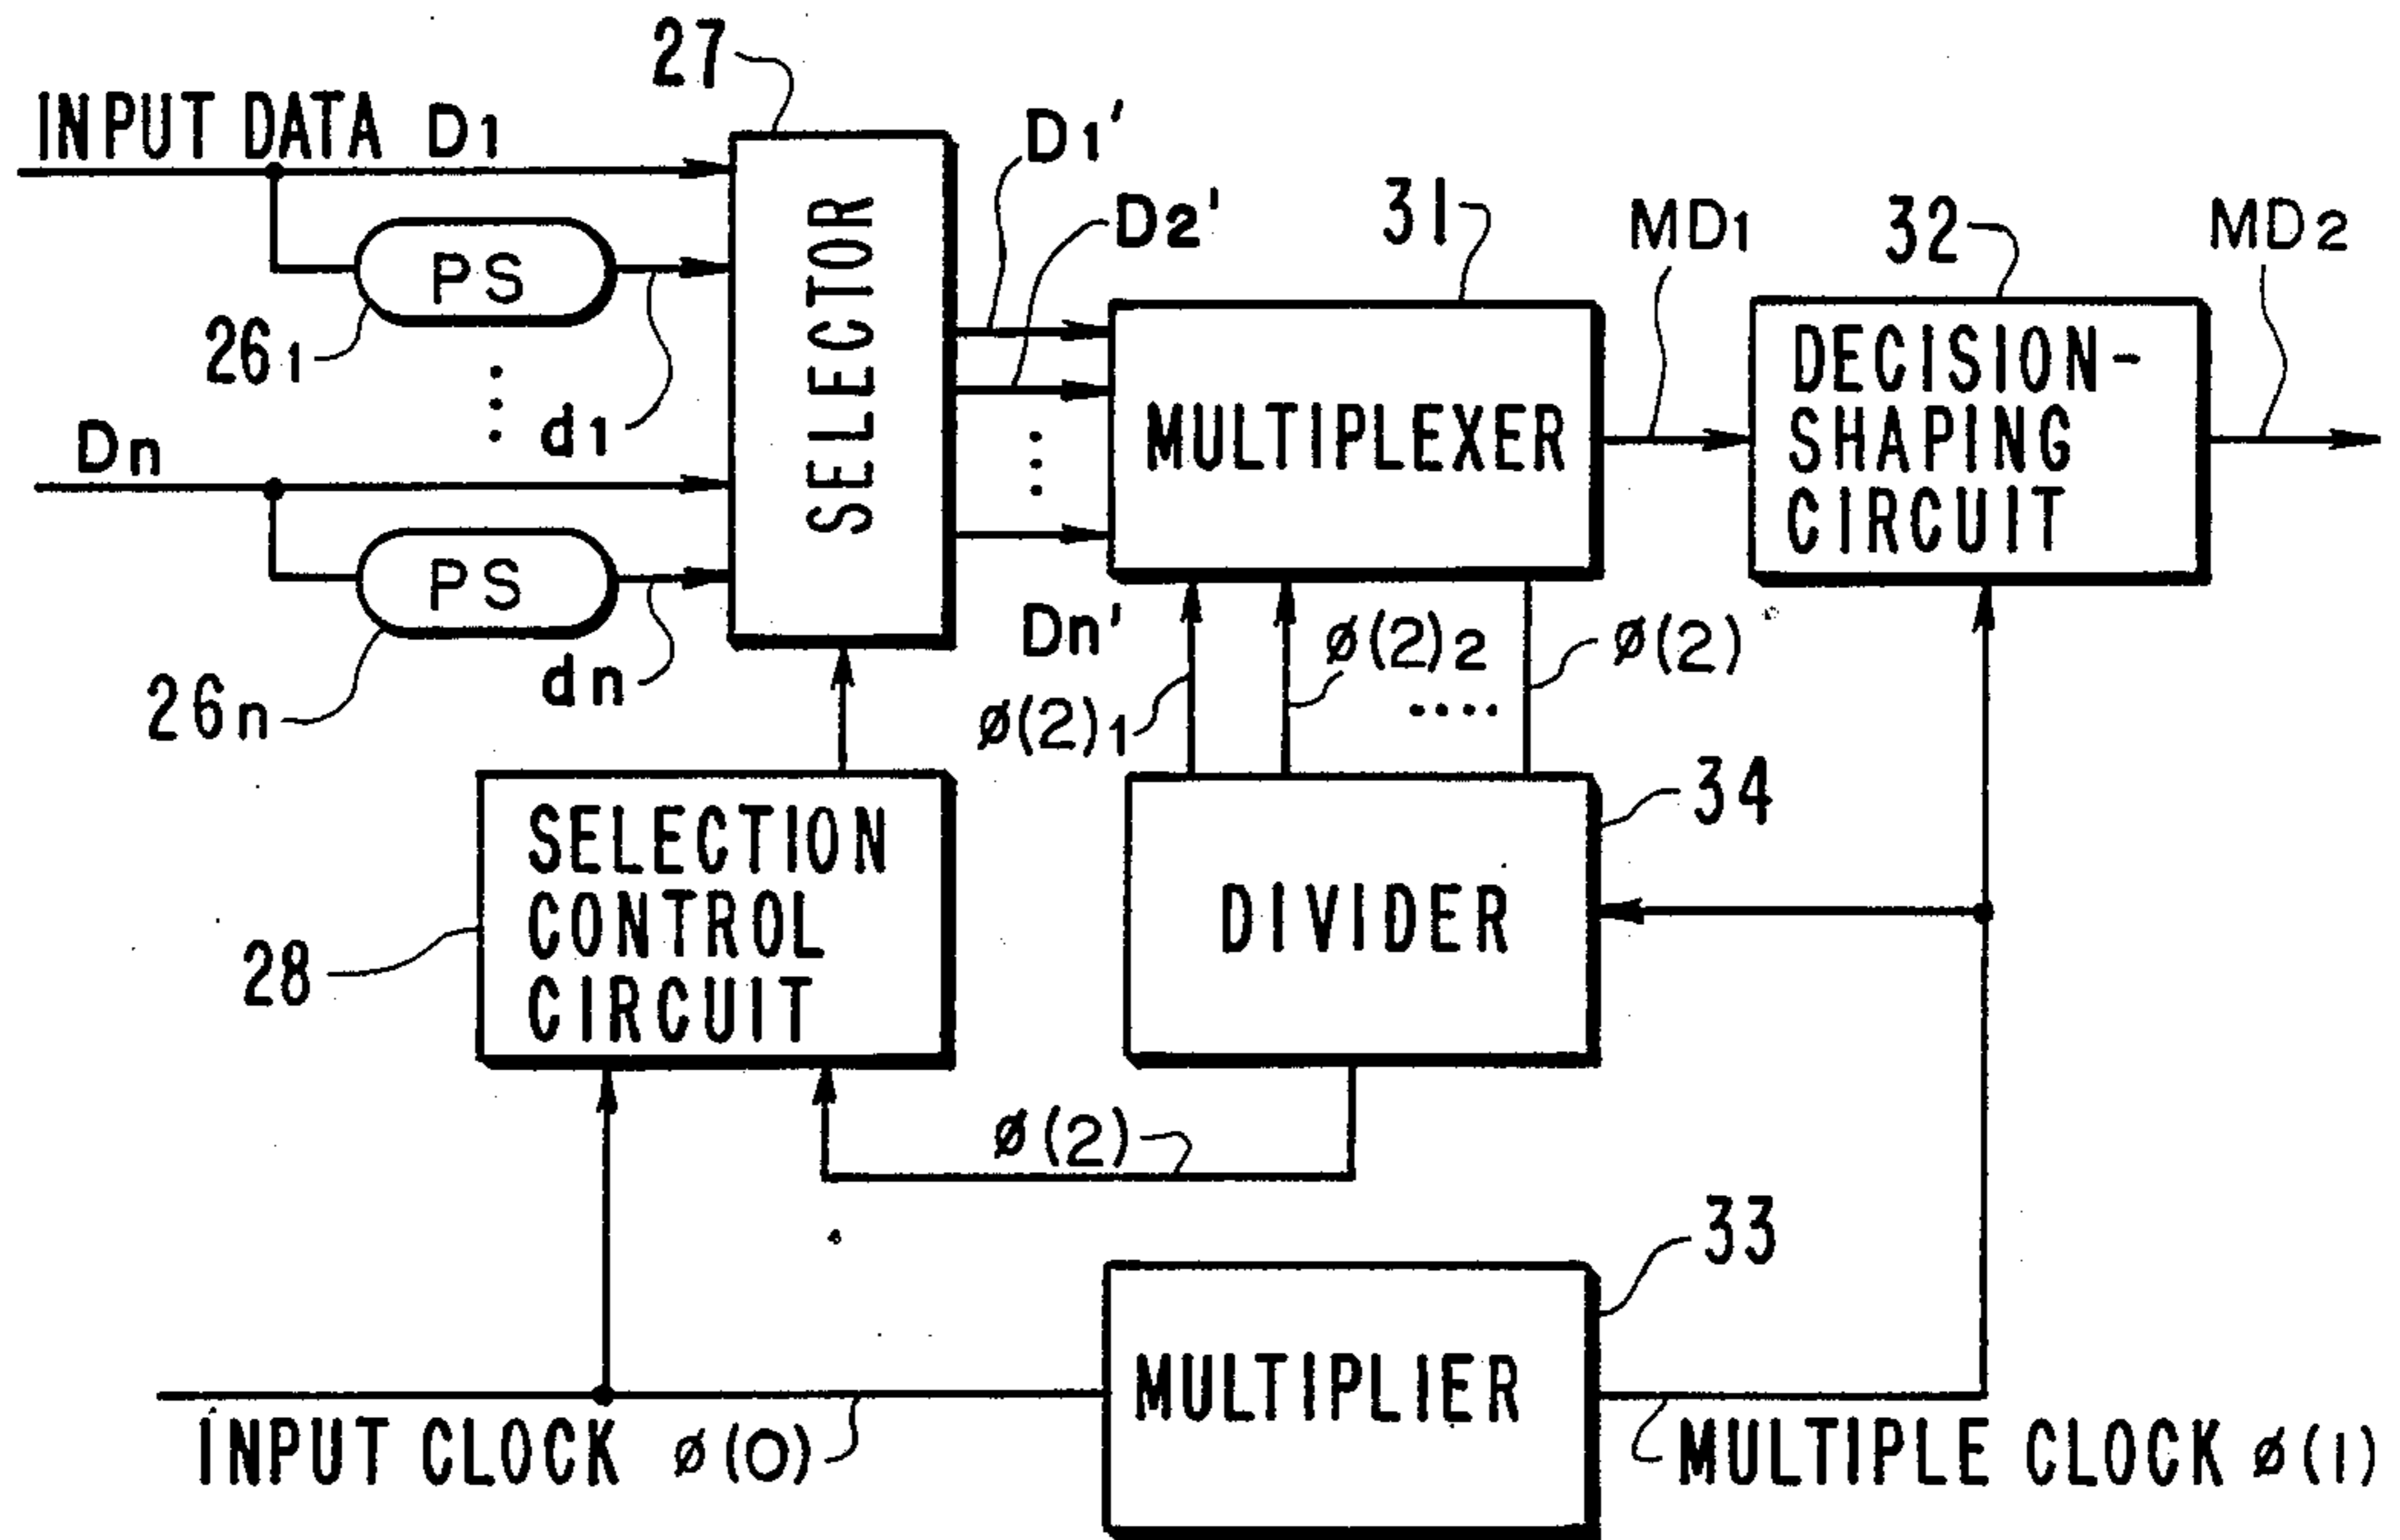 27
INPUT DATA D1
D1'
D2'
31
MD1
32
MD2
PS
261
d1
SELECTOR
MULTIPLEXER
DECISION-
SHAPING
CIRCUIT
Dn
PS
26n
dn
Dn'
ø(2)1
ø(2)2
ø(2)
34
SELECTION
CONTROL
CIRCUIT
28
DIVIDER
ø(2)
33
MULTIPLIER
INPUT CLOCK ø(0)
MULTIPLE CLOCK ø(1)